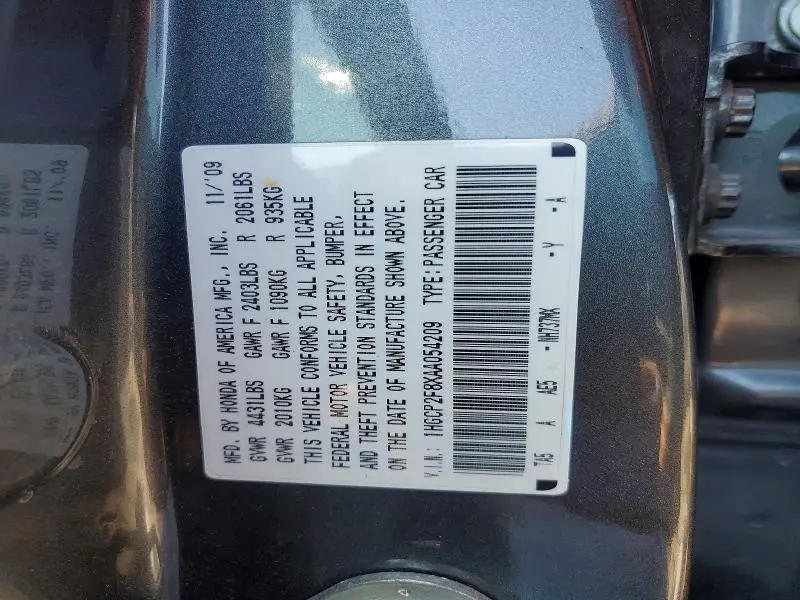 MFD. BY HONDA OF AMERICA MFG., INC. 11/'09
GVWR 4431LBS GAWR F 2403LBS R 2061LBS
GVWR 2010KG GAWR F 1090KG R 935KG
THIS VEHICLE CONFORMS TO ALL APPLICABLE
FEDERAL MOTOR VEHICLE SAFETY, BUMPER,
AND THEFT PREVENTION STANDARDS IN EFFECT
ON THE DATE OF MANUFACTURE SHOWN ABOVE.
V.I.N.: 1HGCP2F8XAA054209 TYPE: PASSENGER CAR
TA5 A AE5 - NH737MX - Y - A